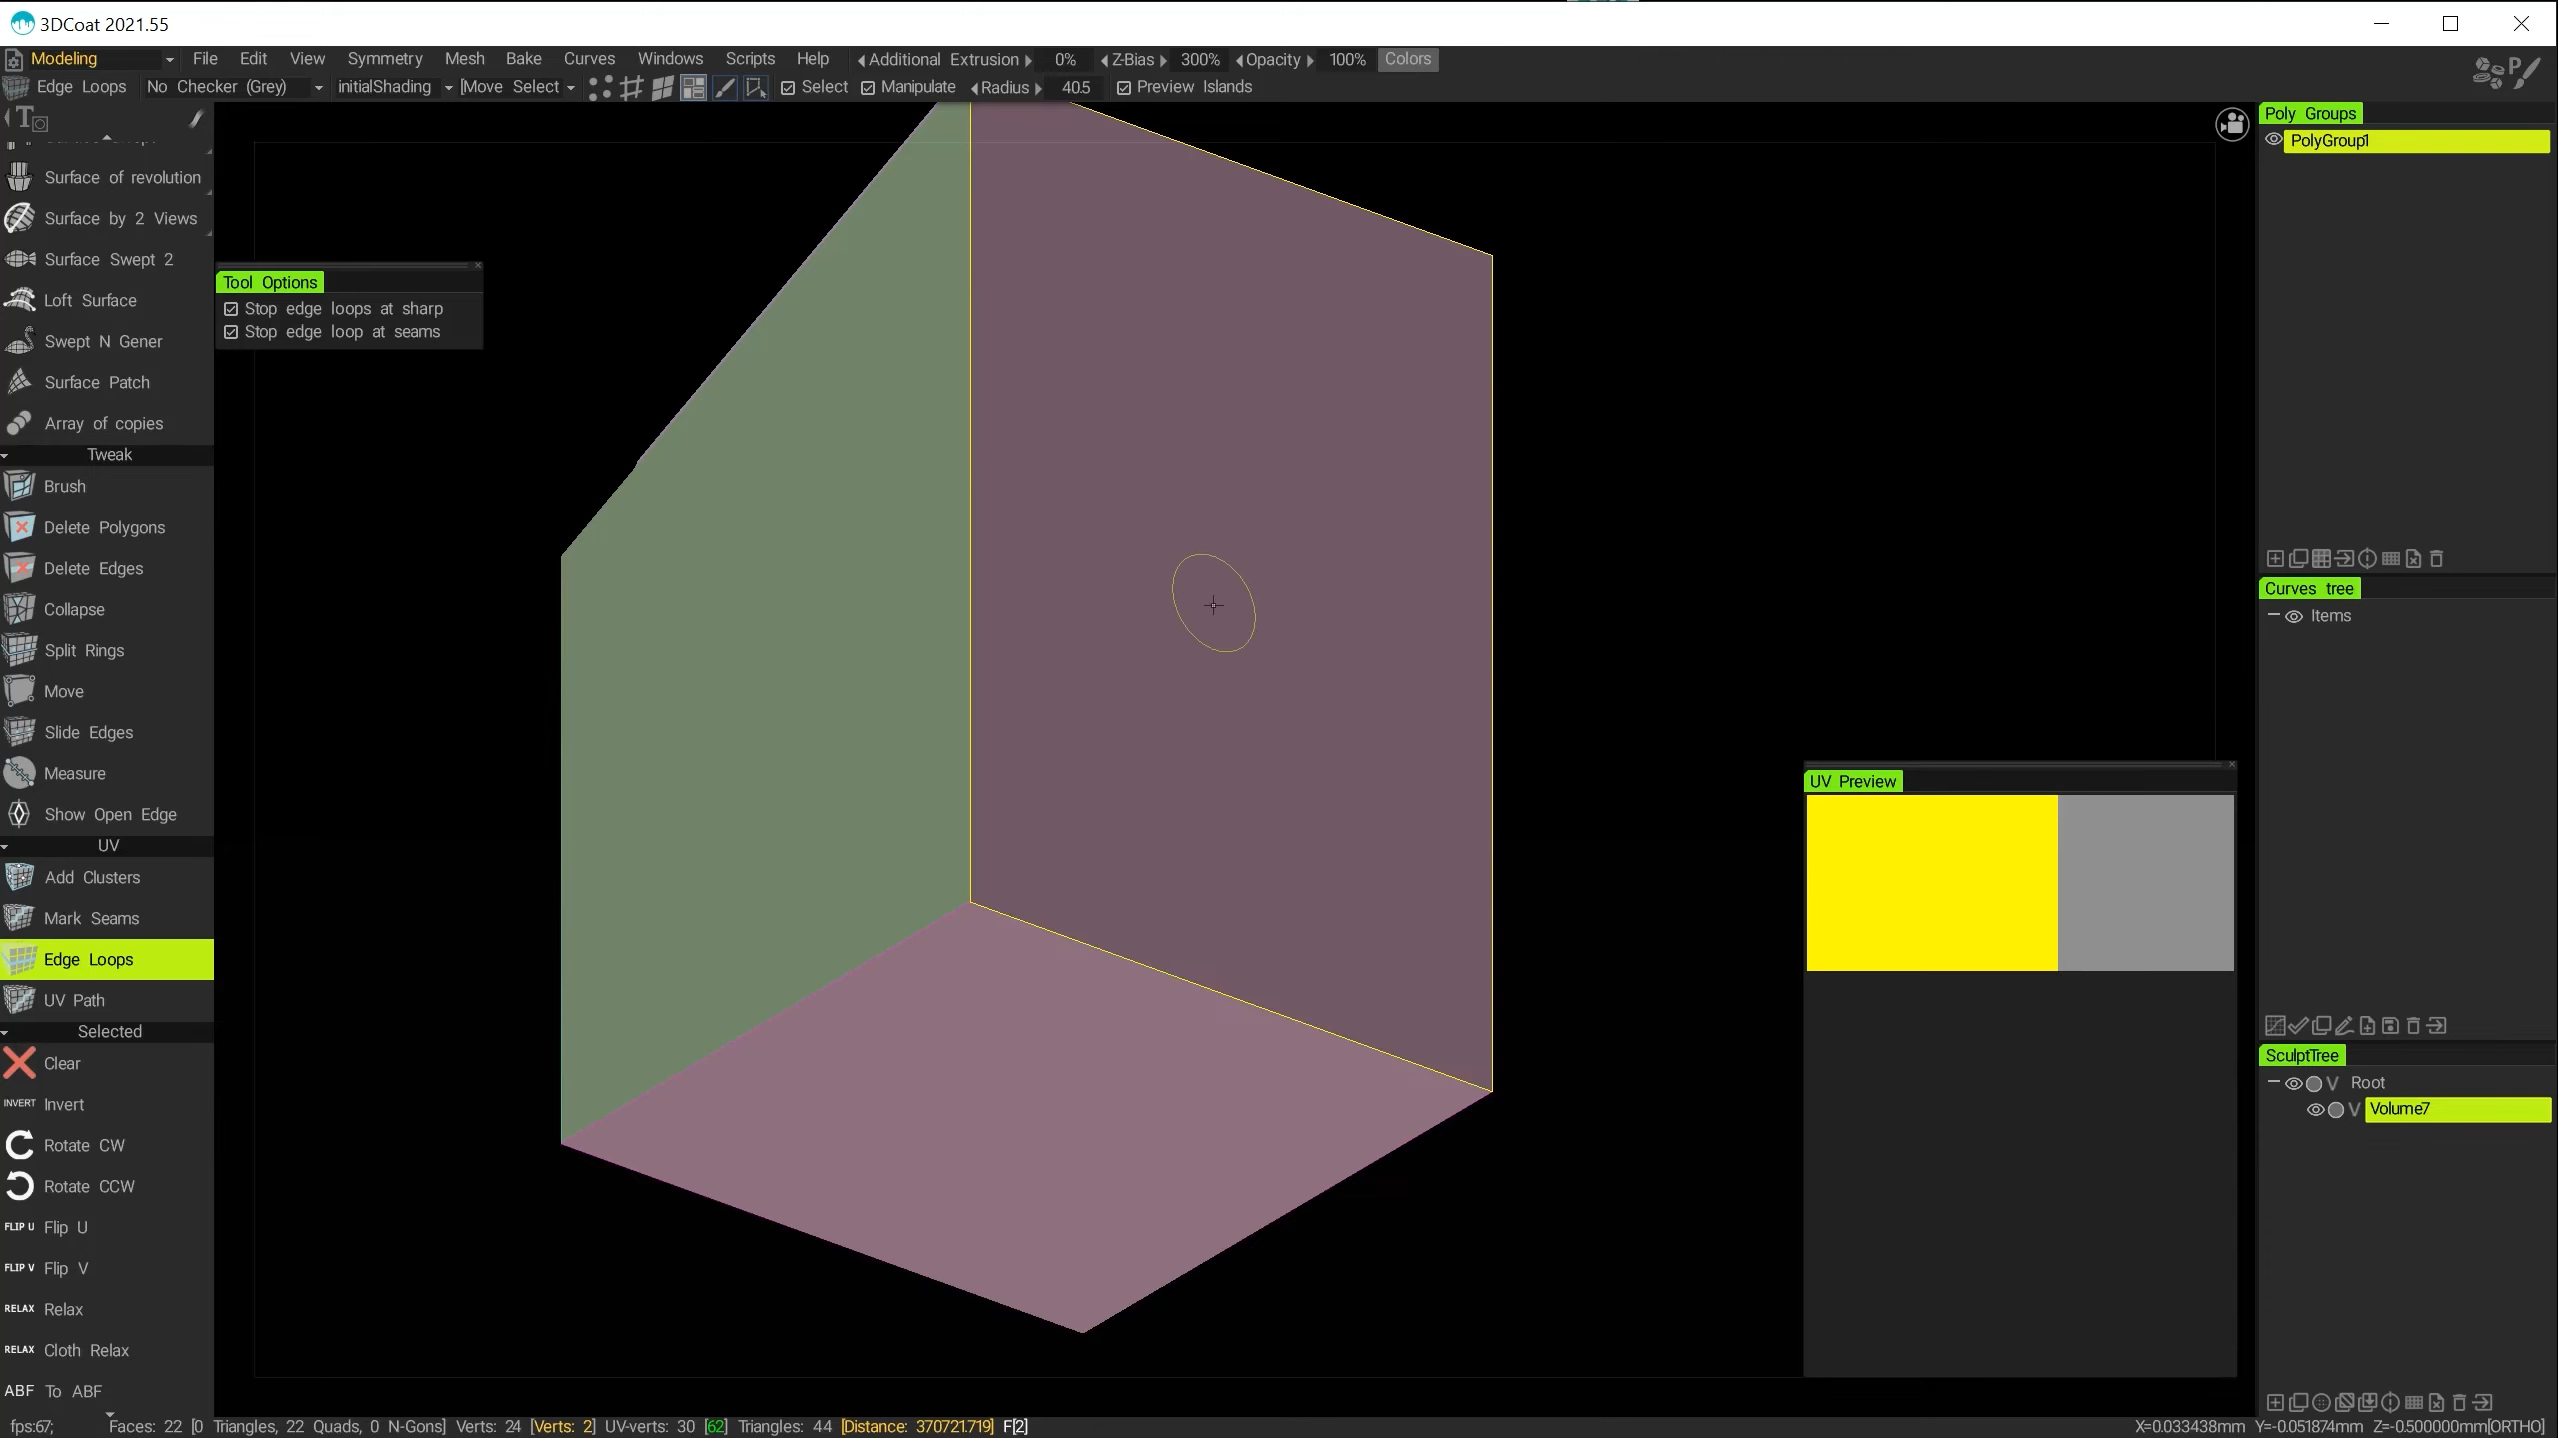 3DCoat 2021.55
Modeling File Edit View Symmetry Mesh Bake Curves Windows Scripts Help Additional Extrusion 0% Z-Bias 300% Opacity 100% Colors
Edge Loops No Checker (Grey) initialShading [Move Select Select Manipulate Radius 40.5 Preview Islands
T
P
Surface of revolution
Surface by 2 Views
Surface Swept 2
Loft Surface
Swept N Gener
Surface Patch
Array of copies
Tweak
Brush
Delete Polygons
Delete Edges
Collapse
Split Rings
Move
Slide Edges
Measure
Show Open Edge
UV
Add Clusters
Mark Seams
Edge Loops
UV Path
Selected
Clear
INVERT Invert
Rotate CW
Rotate CCW
FLIP U Flip U
FLIP V Flip V
RELAX Relax
RELAX Cloth Relax
ABF To ABF
Tool Options
Stop edge loops at sharp
Stop edge loop at seams
UV Preview
Poly Groups
PolyGroup1
Curves tree
Items
SculptTree
V Root
V Volume7
fps:67; Faces: 22 [0 Triangles, 22 Quads, 0 N-Gons] Verts: 24 [Verts: 2] UV-verts: 30 [62] Triangles: 44 [Distance: 370721.719] F[2]
X=0.033438mm Y=-0.051874mm Z=-0.500000mm[ORTHO]